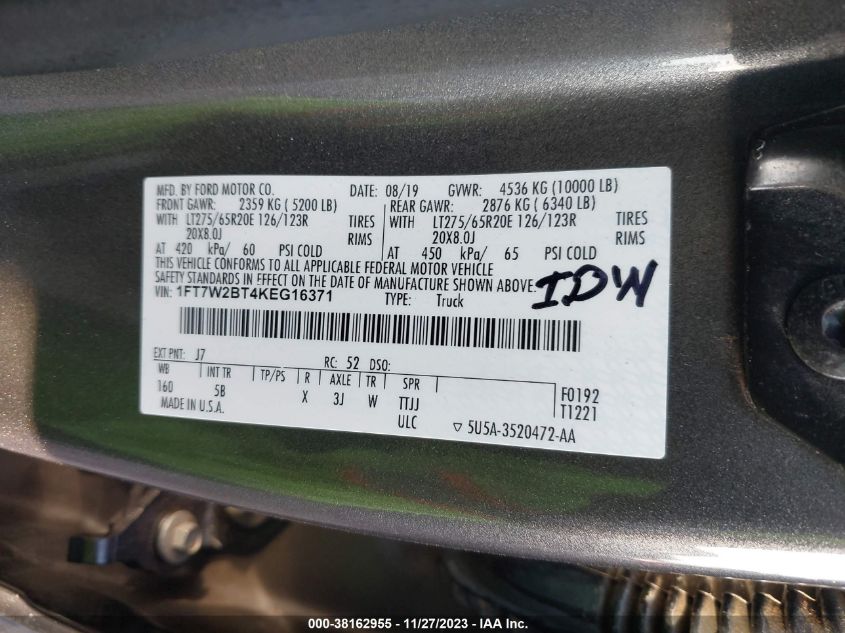 MFD. BY FORD MOTOR CO. DATE: 08/19 GVWR: 4536 KG (10000 LB)
FRONT GAWR: 2359 KG ( 5200 LB) REAR GAWR: 2876 KG ( 6340 LB)
WITH LT275/65R20E 126/123R TIRES WITH LT275/65R20E 126/123R TIRES
20X8.0J RIMS 20X8.0J RIMS
AT 420 kPa/ 60 PSI COLD AT 450 kPa/ 65 PSI COLD
THIS VEHICLE CONFORMS TO ALL APPLICABLE FEDERAL MOTOR VEHICLE
SAFETY STANDARDS IN EFFECT ON THE DATE OF MANUFACTURE SHOWN ABOVE.
IDW
VIN: 1FT7W2BT4KEG16371 TYPE: Truck
EXT PNT: J7 RC: 52 DSO:
WB INT TR TP/PS R AXLE TR SPR F0192
160 5B X 3J W TTJJ T1221
MADE IN U.S.A. ULC ▽ 5U5A-3520472-AA
000-38162955 - 11/27/2023 - © IAA, Inc.